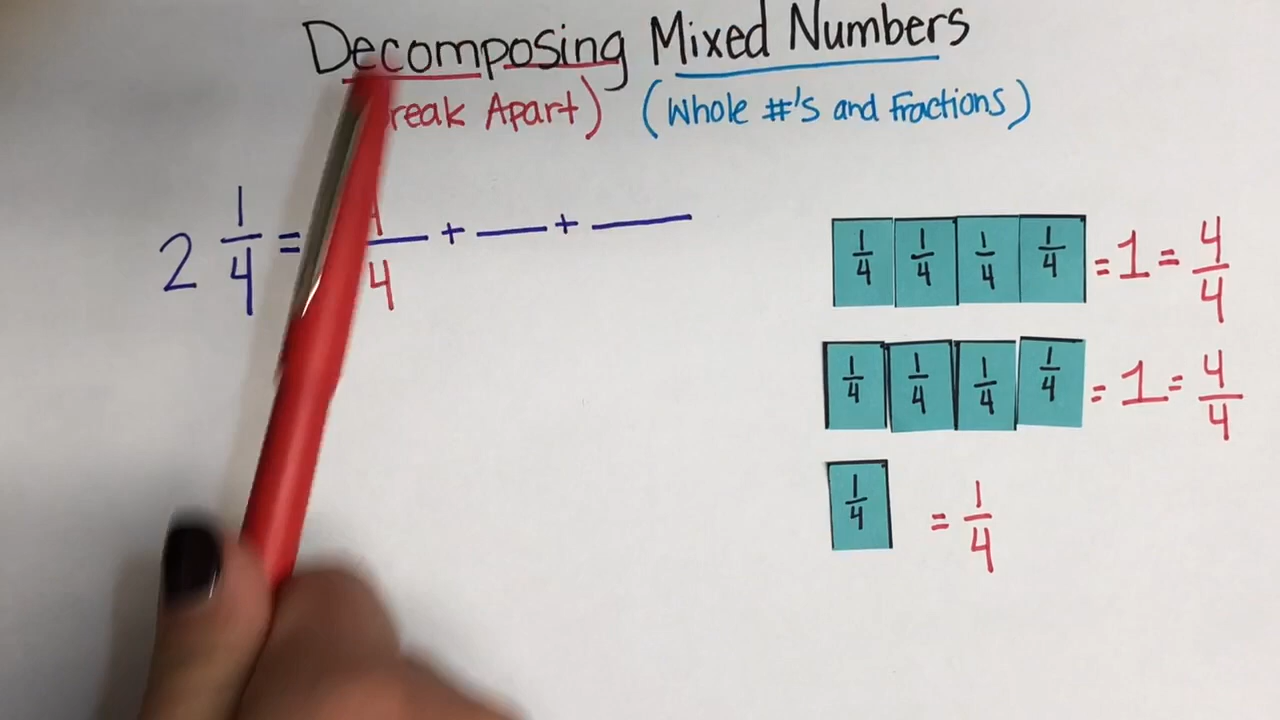 Decomposing Mixed Numbers
reak Apart) (Whole #'s and Fractions)
2 1/4 = 4 + __ + __
1/4 1/4 1/4 1/4 = 1 = 4/4
1/4 1/4 1/4 1/4 = 1 = 4/4
1/4 = 1/4